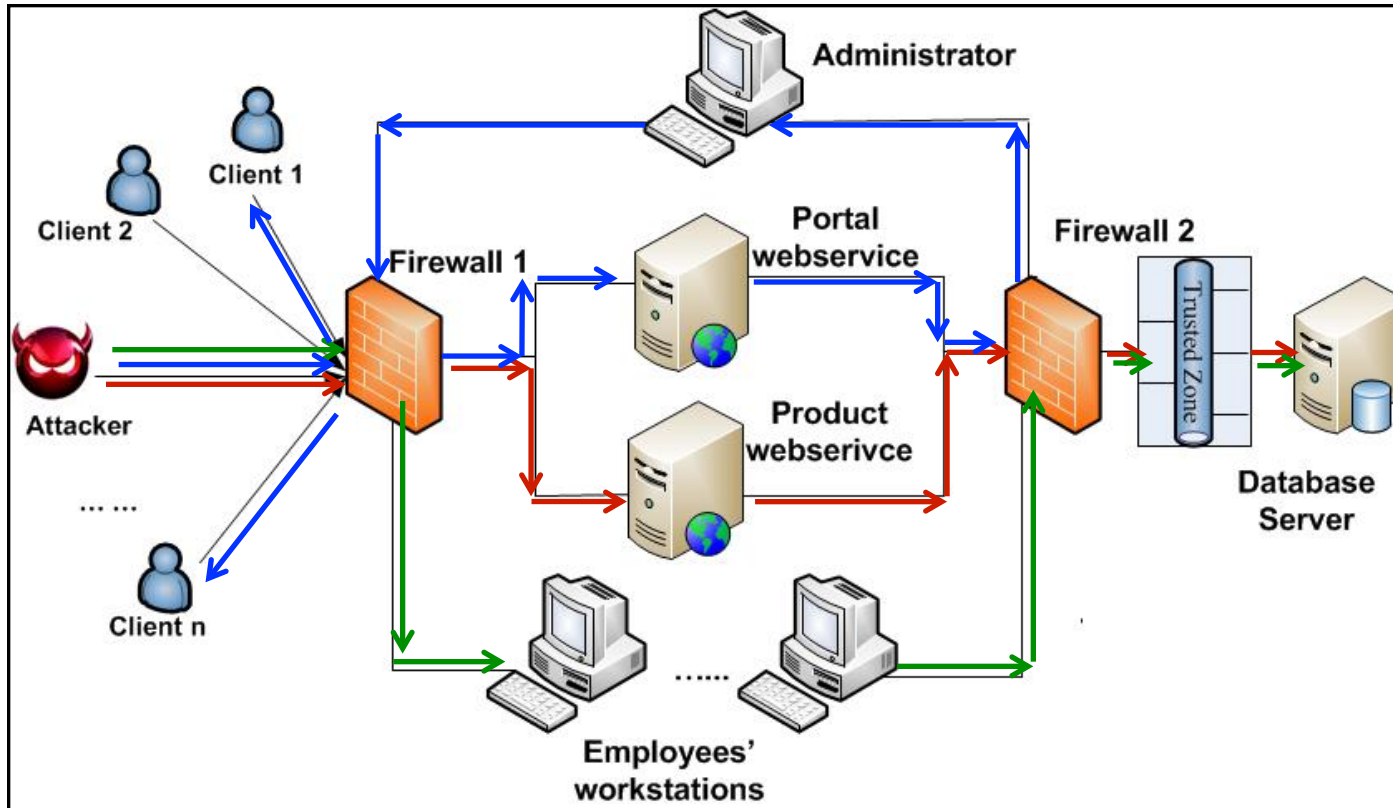 Administrator
Client 1
Client 2
Portal
webservice
Firewall 1
Firewall 2
Trusted Zone
Attacker
Product
webserivce
Database
Server
... ...
Client n
.......
Employees’
workstations